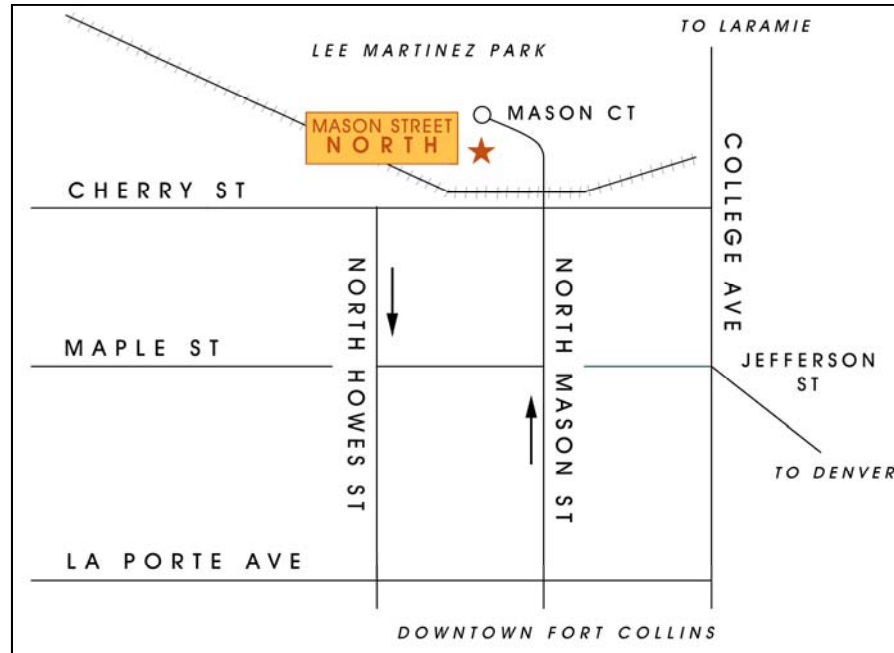 TO LARAMIE
LEE MARTINEZ PARK
MASON CT
MASON STREET
NORTH
COLLEGE AVE
CHERRY ST
NORTH HOWES ST
NORTH MASON ST
MAPLE ST
JEFFERSON
ST
TO DENVER
LA PORTE AVE
DOWNTOWN FORT COLLINS